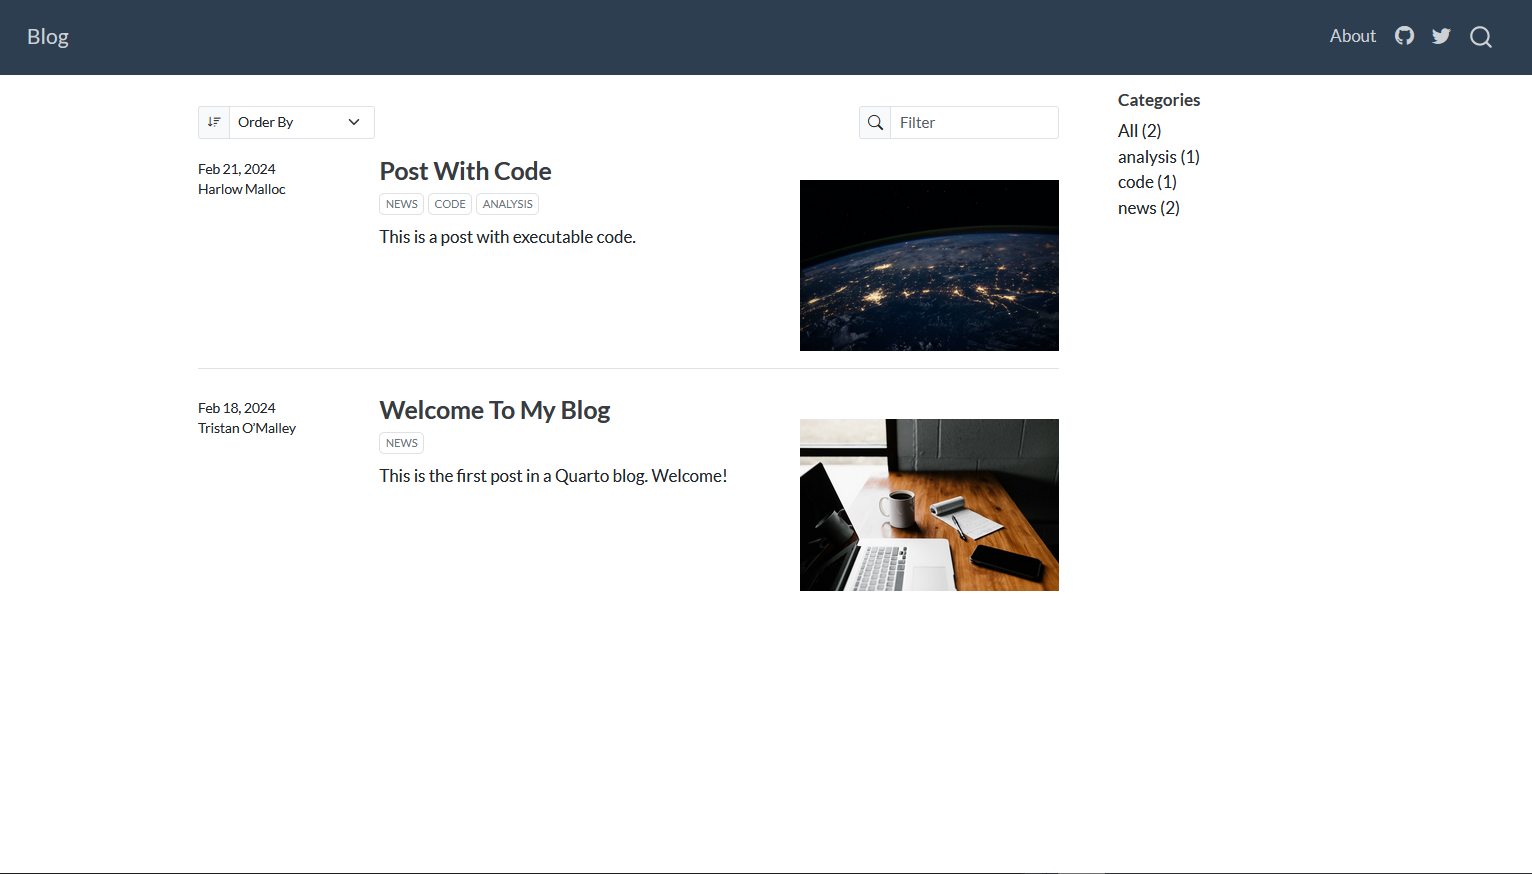 Blog
About
Order By
Filter
Categories
All (2)
analysis (1)
code (1)
news (2)
Feb 21, 2024
Harlow Malloc
Post With Code
NEWS CODE ANALYSIS
This is a post with executable code.
Feb 18, 2024
Tristan O’Malley
Welcome To My Blog
NEWS
This is the first post in a Quarto blog. Welcome!